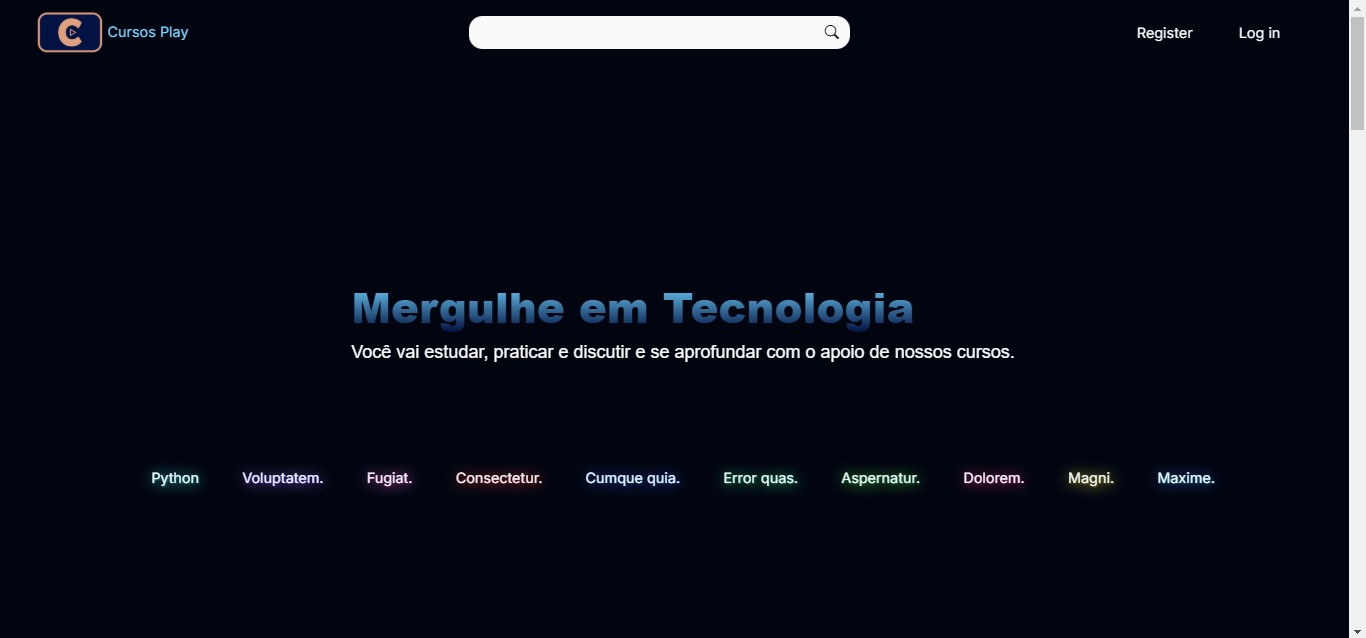 Cursos Play
Register Log in
Mergulhe em Tecnologia
Você vai estudar, praticar e discutir e se aprofundar com o apoio de nossos cursos.
Python Voluptatem. Fugiat. Consectetur. Cumque quia. Error quas. Aspernatur. Dolorem. Magni. Maxime.